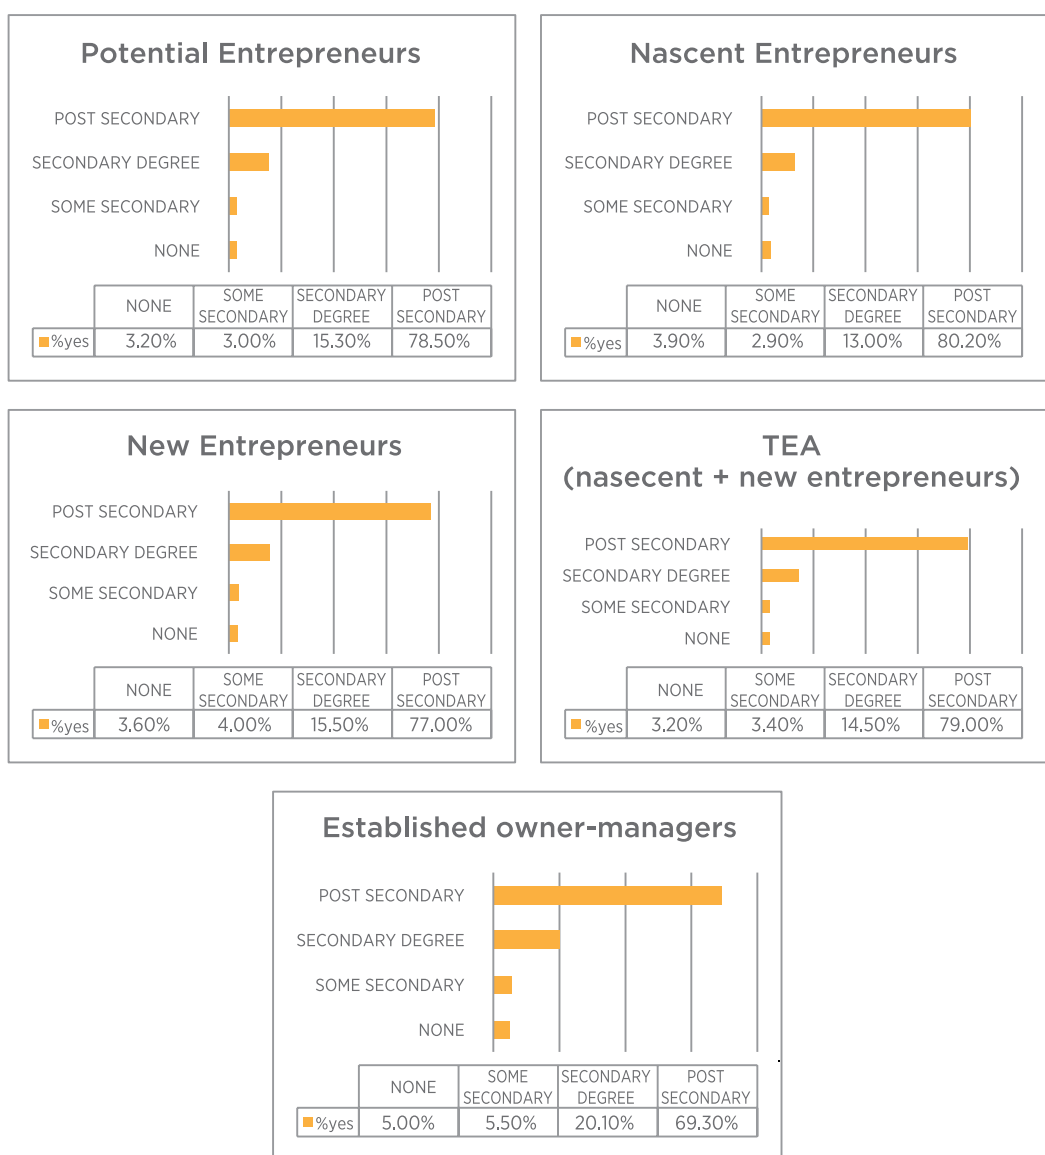 Potential Entrepreneurs
POST SECONDARY
SECONDARY DEGREE
SOME SECONDARY
NONE
NONE SOME SECONDARY SECONDARY DEGREE POST SECONDARY
%yes 3.20% 3.00% 15.30% 78.50%
Nascent Entrepreneurs
POST SECONDARY
SECONDARY DEGREE
SOME SECONDARY
NONE
NONE SOME SECONDARY SECONDARY DEGREE POST SECONDARY
%yes 3.90% 2.90% 13.00% 80.20%
New Entrepreneurs
POST SECONDARY
SECONDARY DEGREE
SOME SECONDARY
NONE
NONE SOME SECONDARY SECONDARY DEGREE POST SECONDARY
%yes 3.60% 4.00% 15.50% 77.00%
TEA
(nasecent + new entrepreneurs)
POST SECONDARY
SECONDARY DEGREE
SOME SECONDARY
NONE
NONE SOME SECONDARY SECONDARY DEGREE POST SECONDARY
%yes 3.20% 3.40% 14.50% 79.00%
Established owner-managers
POST SECONDARY
SECONDARY DEGREE
SOME SECONDARY
NONE
NONE SOME SECONDARY SECONDARY DEGREE POST SECONDARY
%yes 5.00% 5.50% 20.10% 69.30%